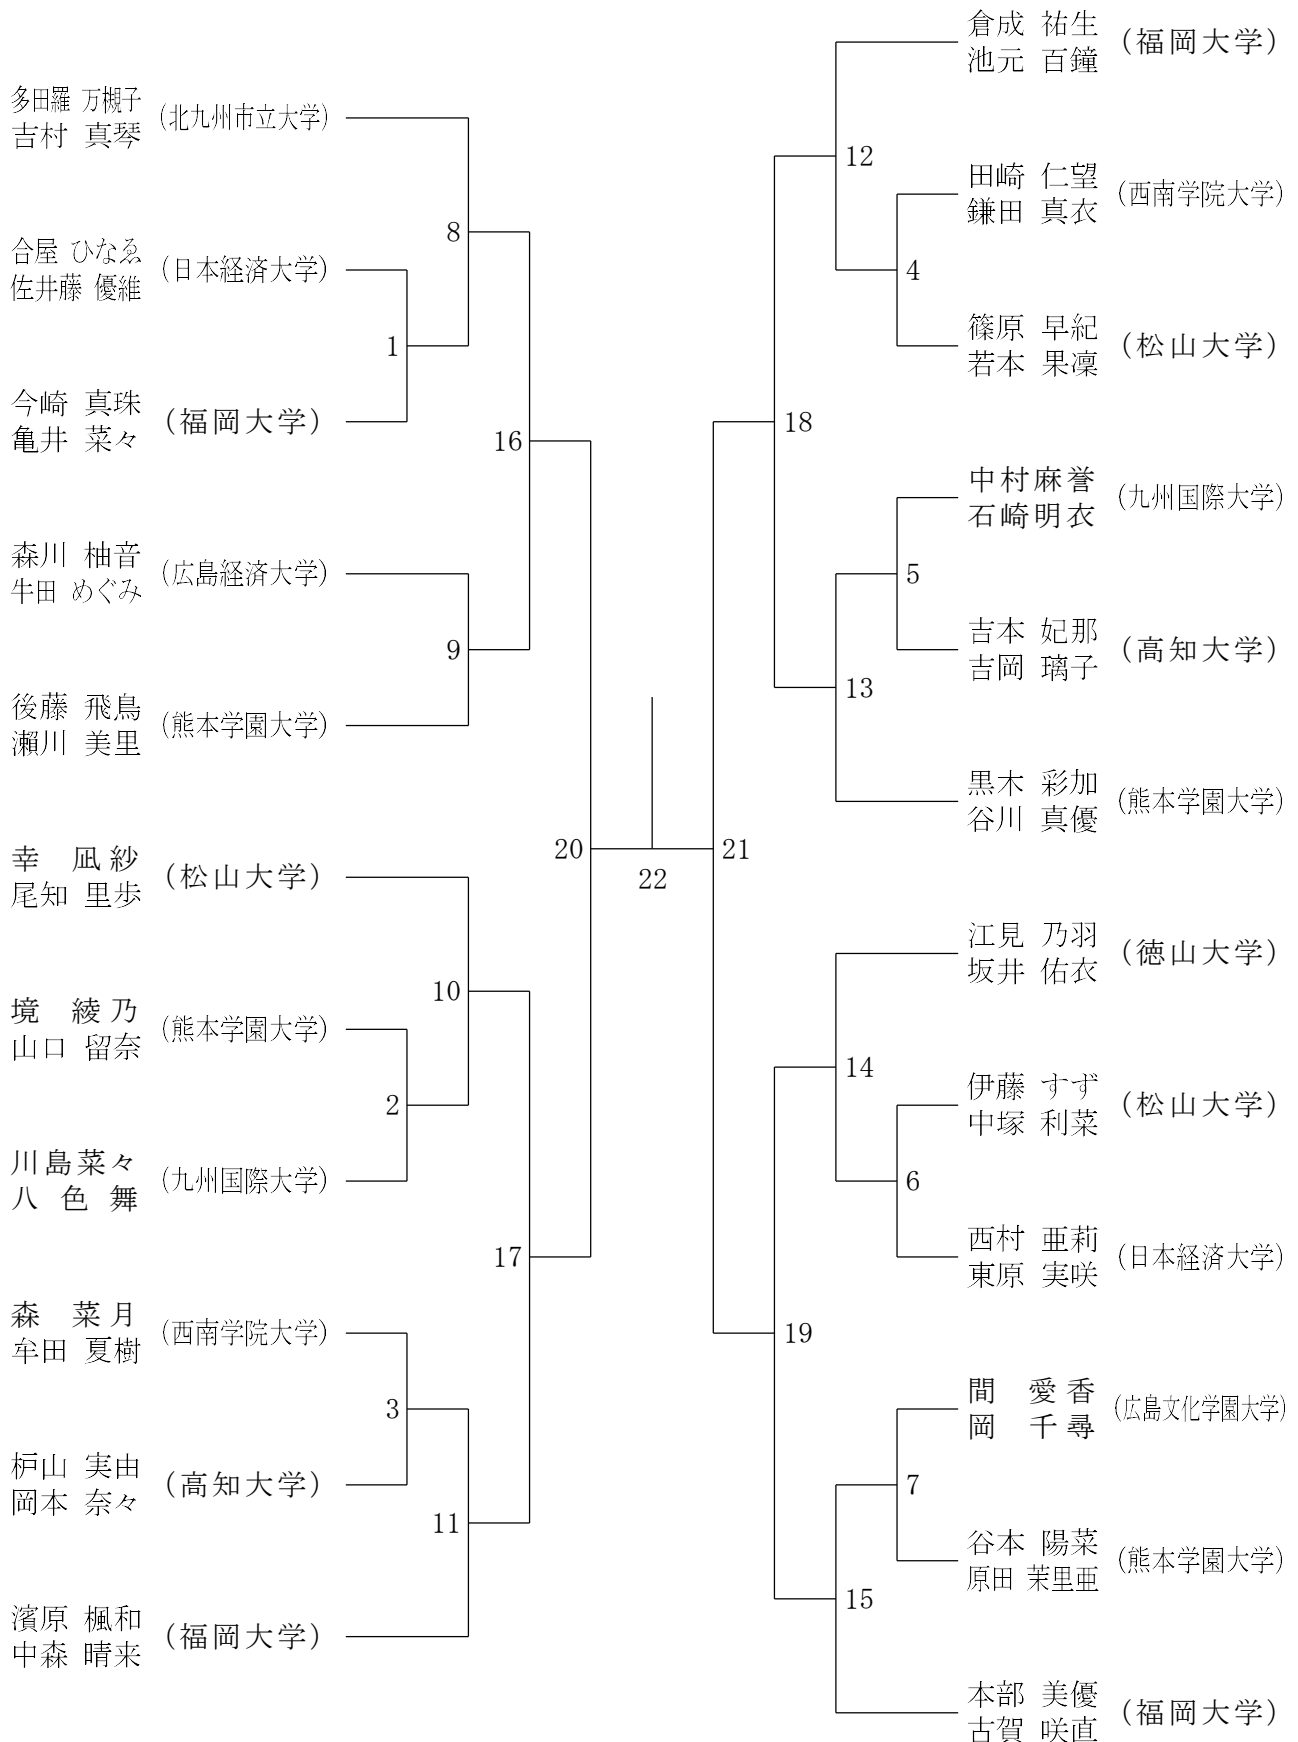 多田羅 万槻子
吉村 真琴
(北九州市立大学)
合屋 ひなゑ
佐井藤 優維
(日本経済大学)
今崎 真珠
亀井 菜々
(福岡大学)
森川 柚音
牛田 めぐみ
(広島経済大学)
後藤 飛鳥
瀬川 美里
(熊本学園大学)
幸 凪紗
尾知 里歩
(松山大学)
境 綾乃
山口 留奈
(熊本学園大学)
川島菜々
八色舞
(九州国際大学)
森 菜月
牟田 夏樹
(西南学院大学)
枦山 実由
岡本 奈々
(高知大学)
濱原 楓和
中森 晴来
(福岡大学)
8
1
16
9
10
2
17
3
11
20
22
21
12
4
18
5
13
14
6
19
7
15
倉成 祐生
池元 百鐘
(福岡大学)
田崎 仁望
鎌田 真衣
(西南学院大学)
篠原 早紀
若本 果凜
(松山大学)
中村麻誉
石崎明衣
(九州国際大学)
吉本 妃那
吉岡 璃子
(高知大学)
黒木 彩加
谷川 真優
(熊本学園大学)
江見 乃羽
坂井 佑衣
(徳山大学)
伊藤 すず
中塚 利菜
(松山大学)
西村 亜莉
東原 実咲
(日本経済大学)
間 愛香
岡 千尋
(広島文化学園大学)
谷本 陽菜
原田 茉里亜
(熊本学園大学)
本部 美優
古賀 咲直
(福岡大学)